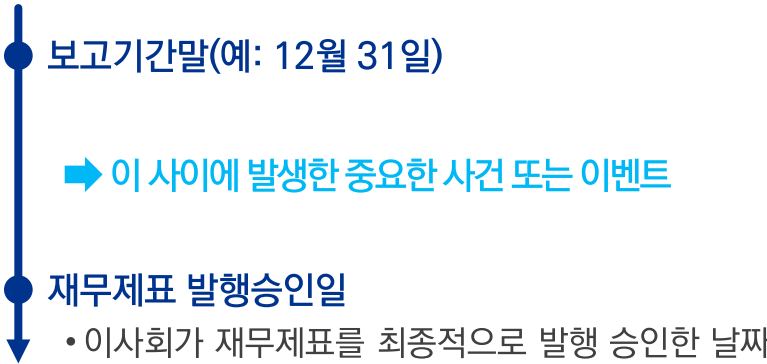 보고기간말(예: 12월 31일)
➡ 이 사이에 발생한 중요한 사건 또는 이벤트
재무제표 발행승인일
• 이사회가 재무제표를 최종적으로 발행 승인한 날짜